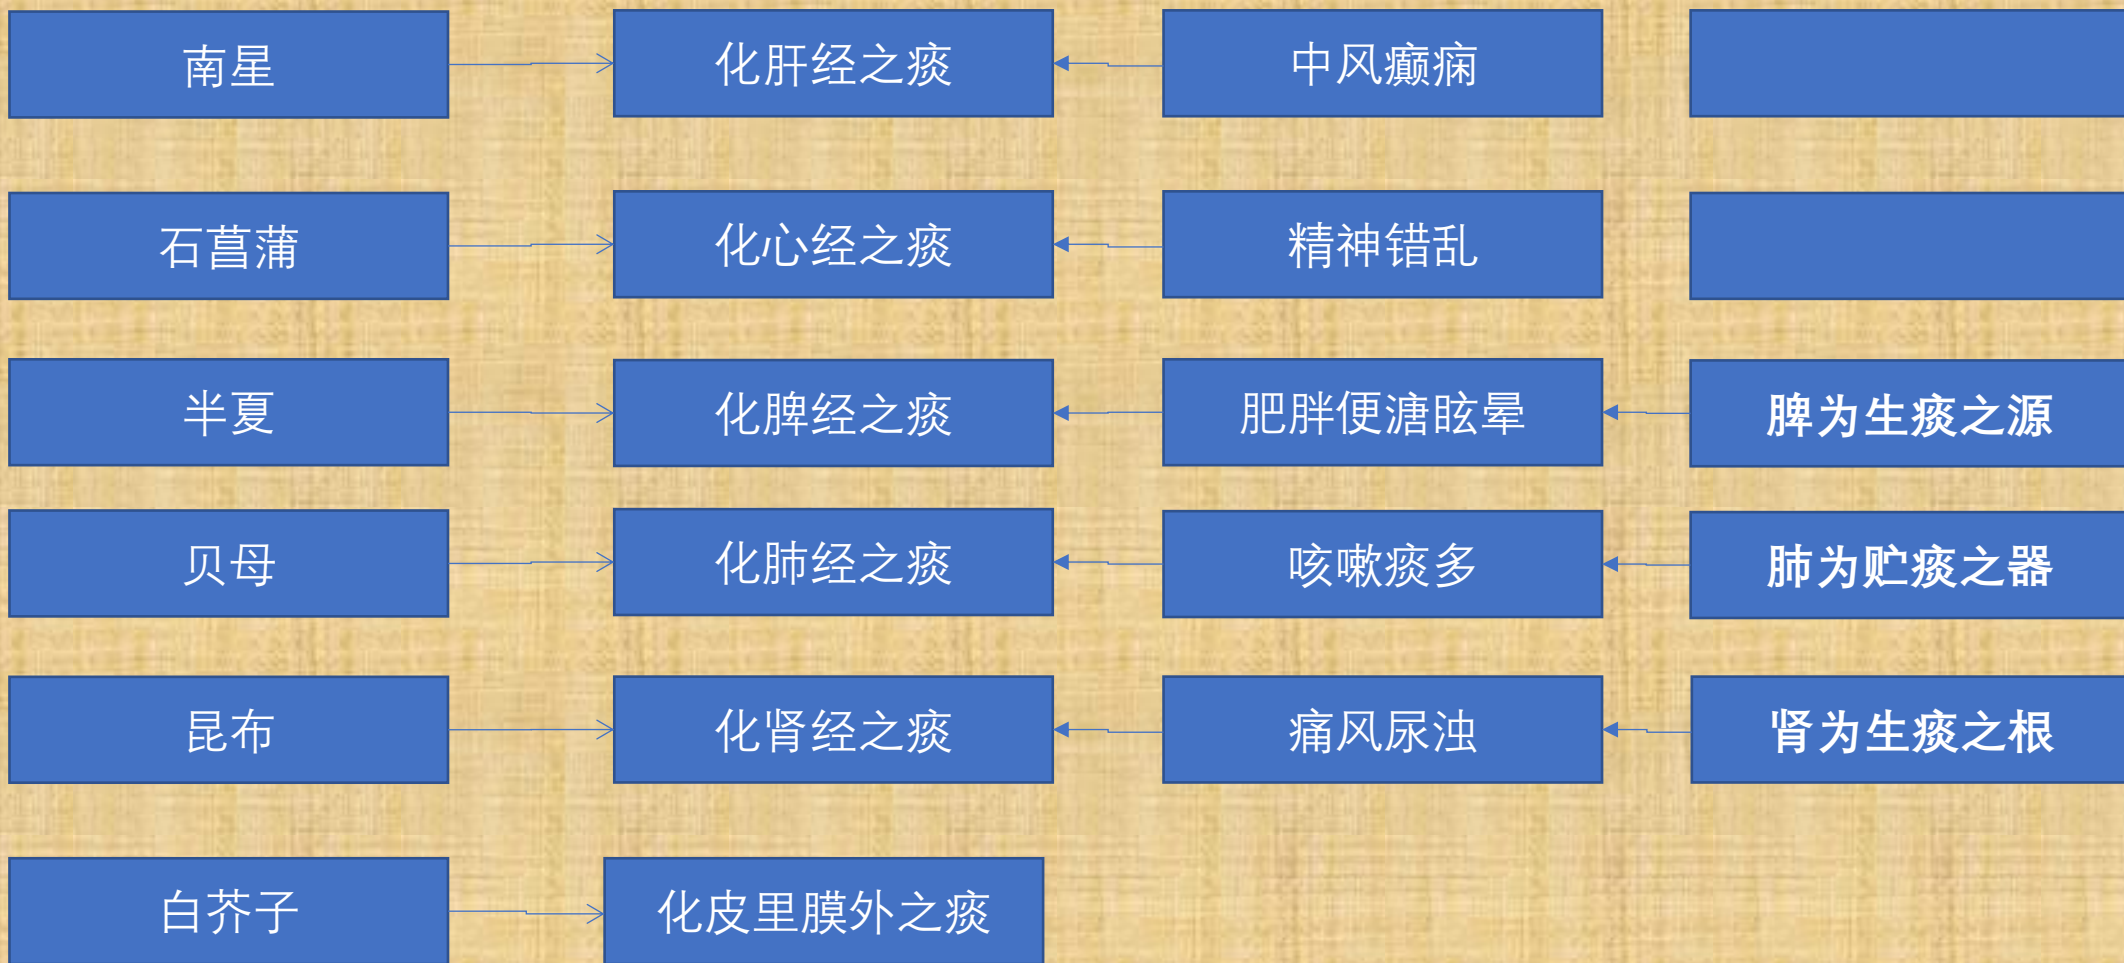 南星
化肝经之痰
中风癫痫
石菖蒲
化心经之痰
精神错乱
半夏
化脾经之痰
肥胖便溏眩晕
脾为生痰之源
贝母
化肺经之痰
咳嗽痰多
肺为贮痰之器
昆布
化肾经之痰
痛风尿浊
肾为生痰之根
白芥子
化皮里膜外之痰